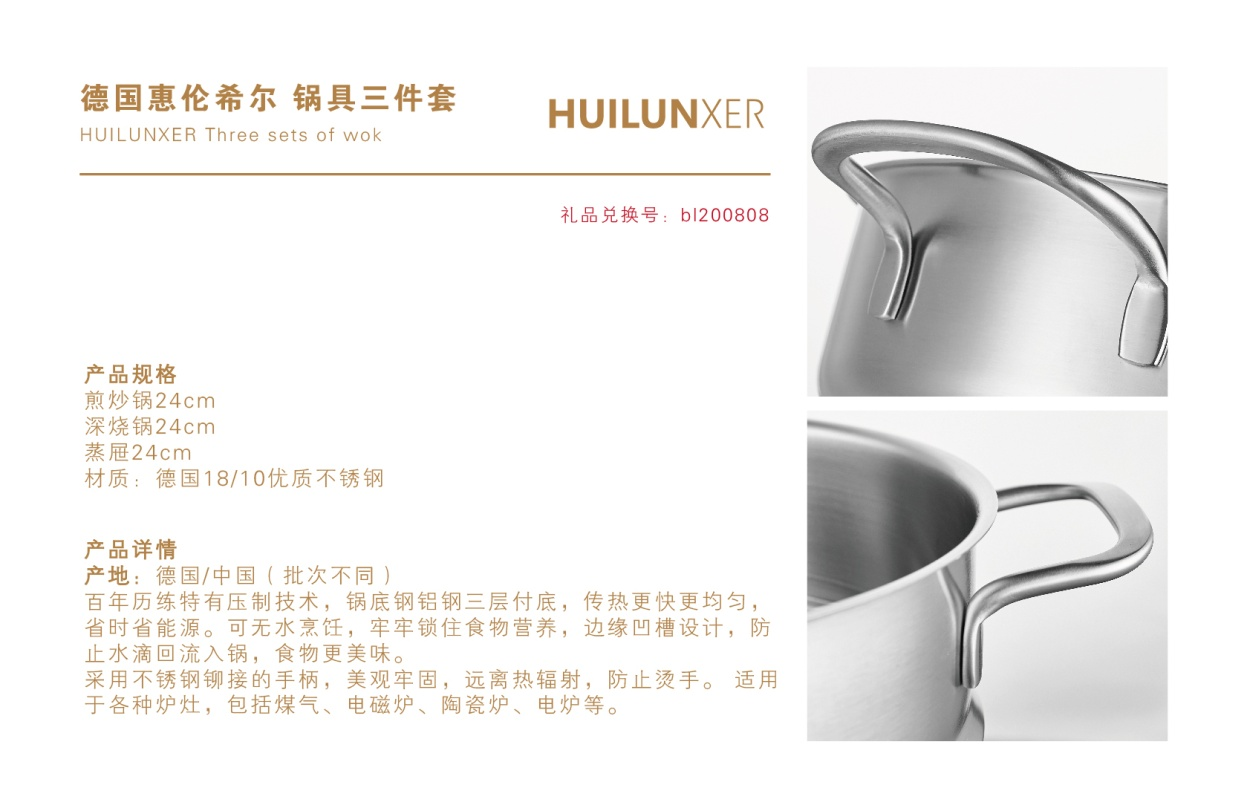 德国惠伦希尔 锅具三件套
HUILUNXER Three sets of wok
HUILUNXER
礼品兑换号：bl200808
产品规格
煎炒锅24cm
深烧锅24cm
蒸屉24cm
材质：德国18/10优质不锈钢
产品详情
产地：德国/中国（批次不同）
百年历练特有压制技术，锅底钢铝钢三层付底，传热更快更均匀，
省时省能源。可无水烹饪，牢牢锁住食物营养，边缘凹槽设计，防
止水滴回流入锅，食物更美味。
采用不锈钢铆接的手柄，美观牢固，远离热辐射，防止烫手。 适用
于各种炉灶，包括煤气、电磁炉、陶瓷炉、电炉等。